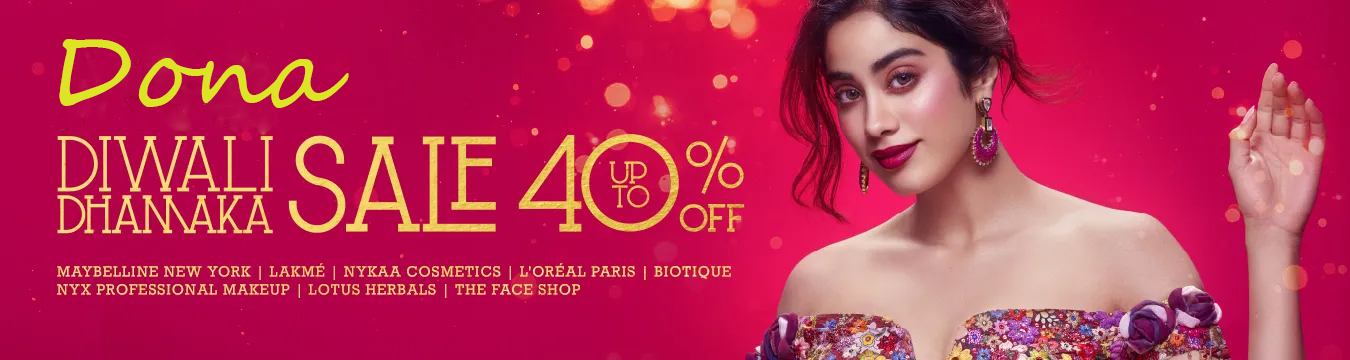 Dona
DIWALI
DHAMAKA
SALE
UP
TO
40%
OFF
MAYBELLINE NEW YORK | LAKMÉ | NYKAA COSMETICS | L'ORÉAL PARIS | BIOTIQUE
NYX PROFESSIONAL MAKEUP | LOTUS HERBALS | THE FACE SHOP